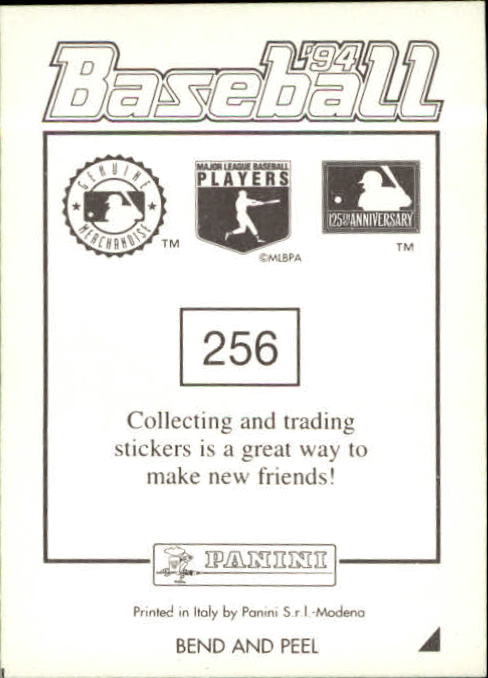 Baseball '94
GENUINE MERCHANDISE
TM
MAJOR LEAGUE BASEBALL
PLAYERS
©MLBPA
125TH ANNIVERSARY
TM
256
Collecting and trading
stickers is a great way to
make new friends!
PANINI
Printed in Italy by Panini S.r.l.-Modena
BEND AND PEEL